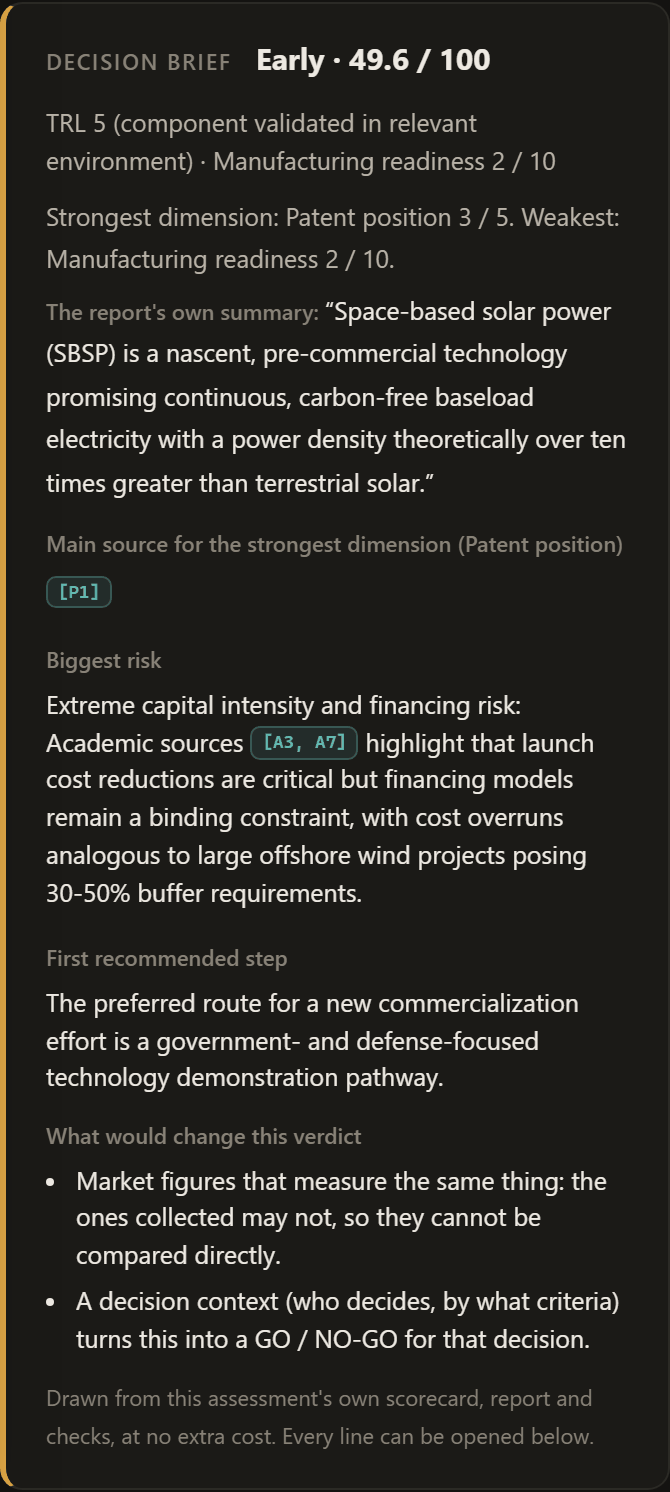 DECISION BRIEF Early · 49.6 / 100
TRL 5 (component validated in relevant
environment) · Manufacturing readiness 2 / 10
Strongest dimension: Patent position 3 / 5. Weakest:
Manufacturing readiness 2 / 10.
The report's own summary: “Space-based solar power
(SBSP) is a nascent, pre-commercial technology
promising continuous, carbon-free baseload
electricity with a power density theoretically over ten
times greater than terrestrial solar.”
Main source for the strongest dimension (Patent position)
[P1]
Biggest risk
Extreme capital intensity and financing risk:
Academic sources [A3, A7] highlight that launch
cost reductions are critical but financing models
remain a binding constraint, with cost overruns
analogous to large offshore wind projects posing
30-50% buffer requirements.
First recommended step
The preferred route for a new commercialization
effort is a government- and defense-focused
technology demonstration pathway.
What would change this verdict
• Market figures that measure the same thing: the
ones collected may not, so they cannot be
compared directly.
• A decision context (who decides, by what criteria)
turns this into a GO / NO-GO for that decision.
Drawn from this assessment's own scorecard, report and
checks, at no extra cost. Every line can be opened below.